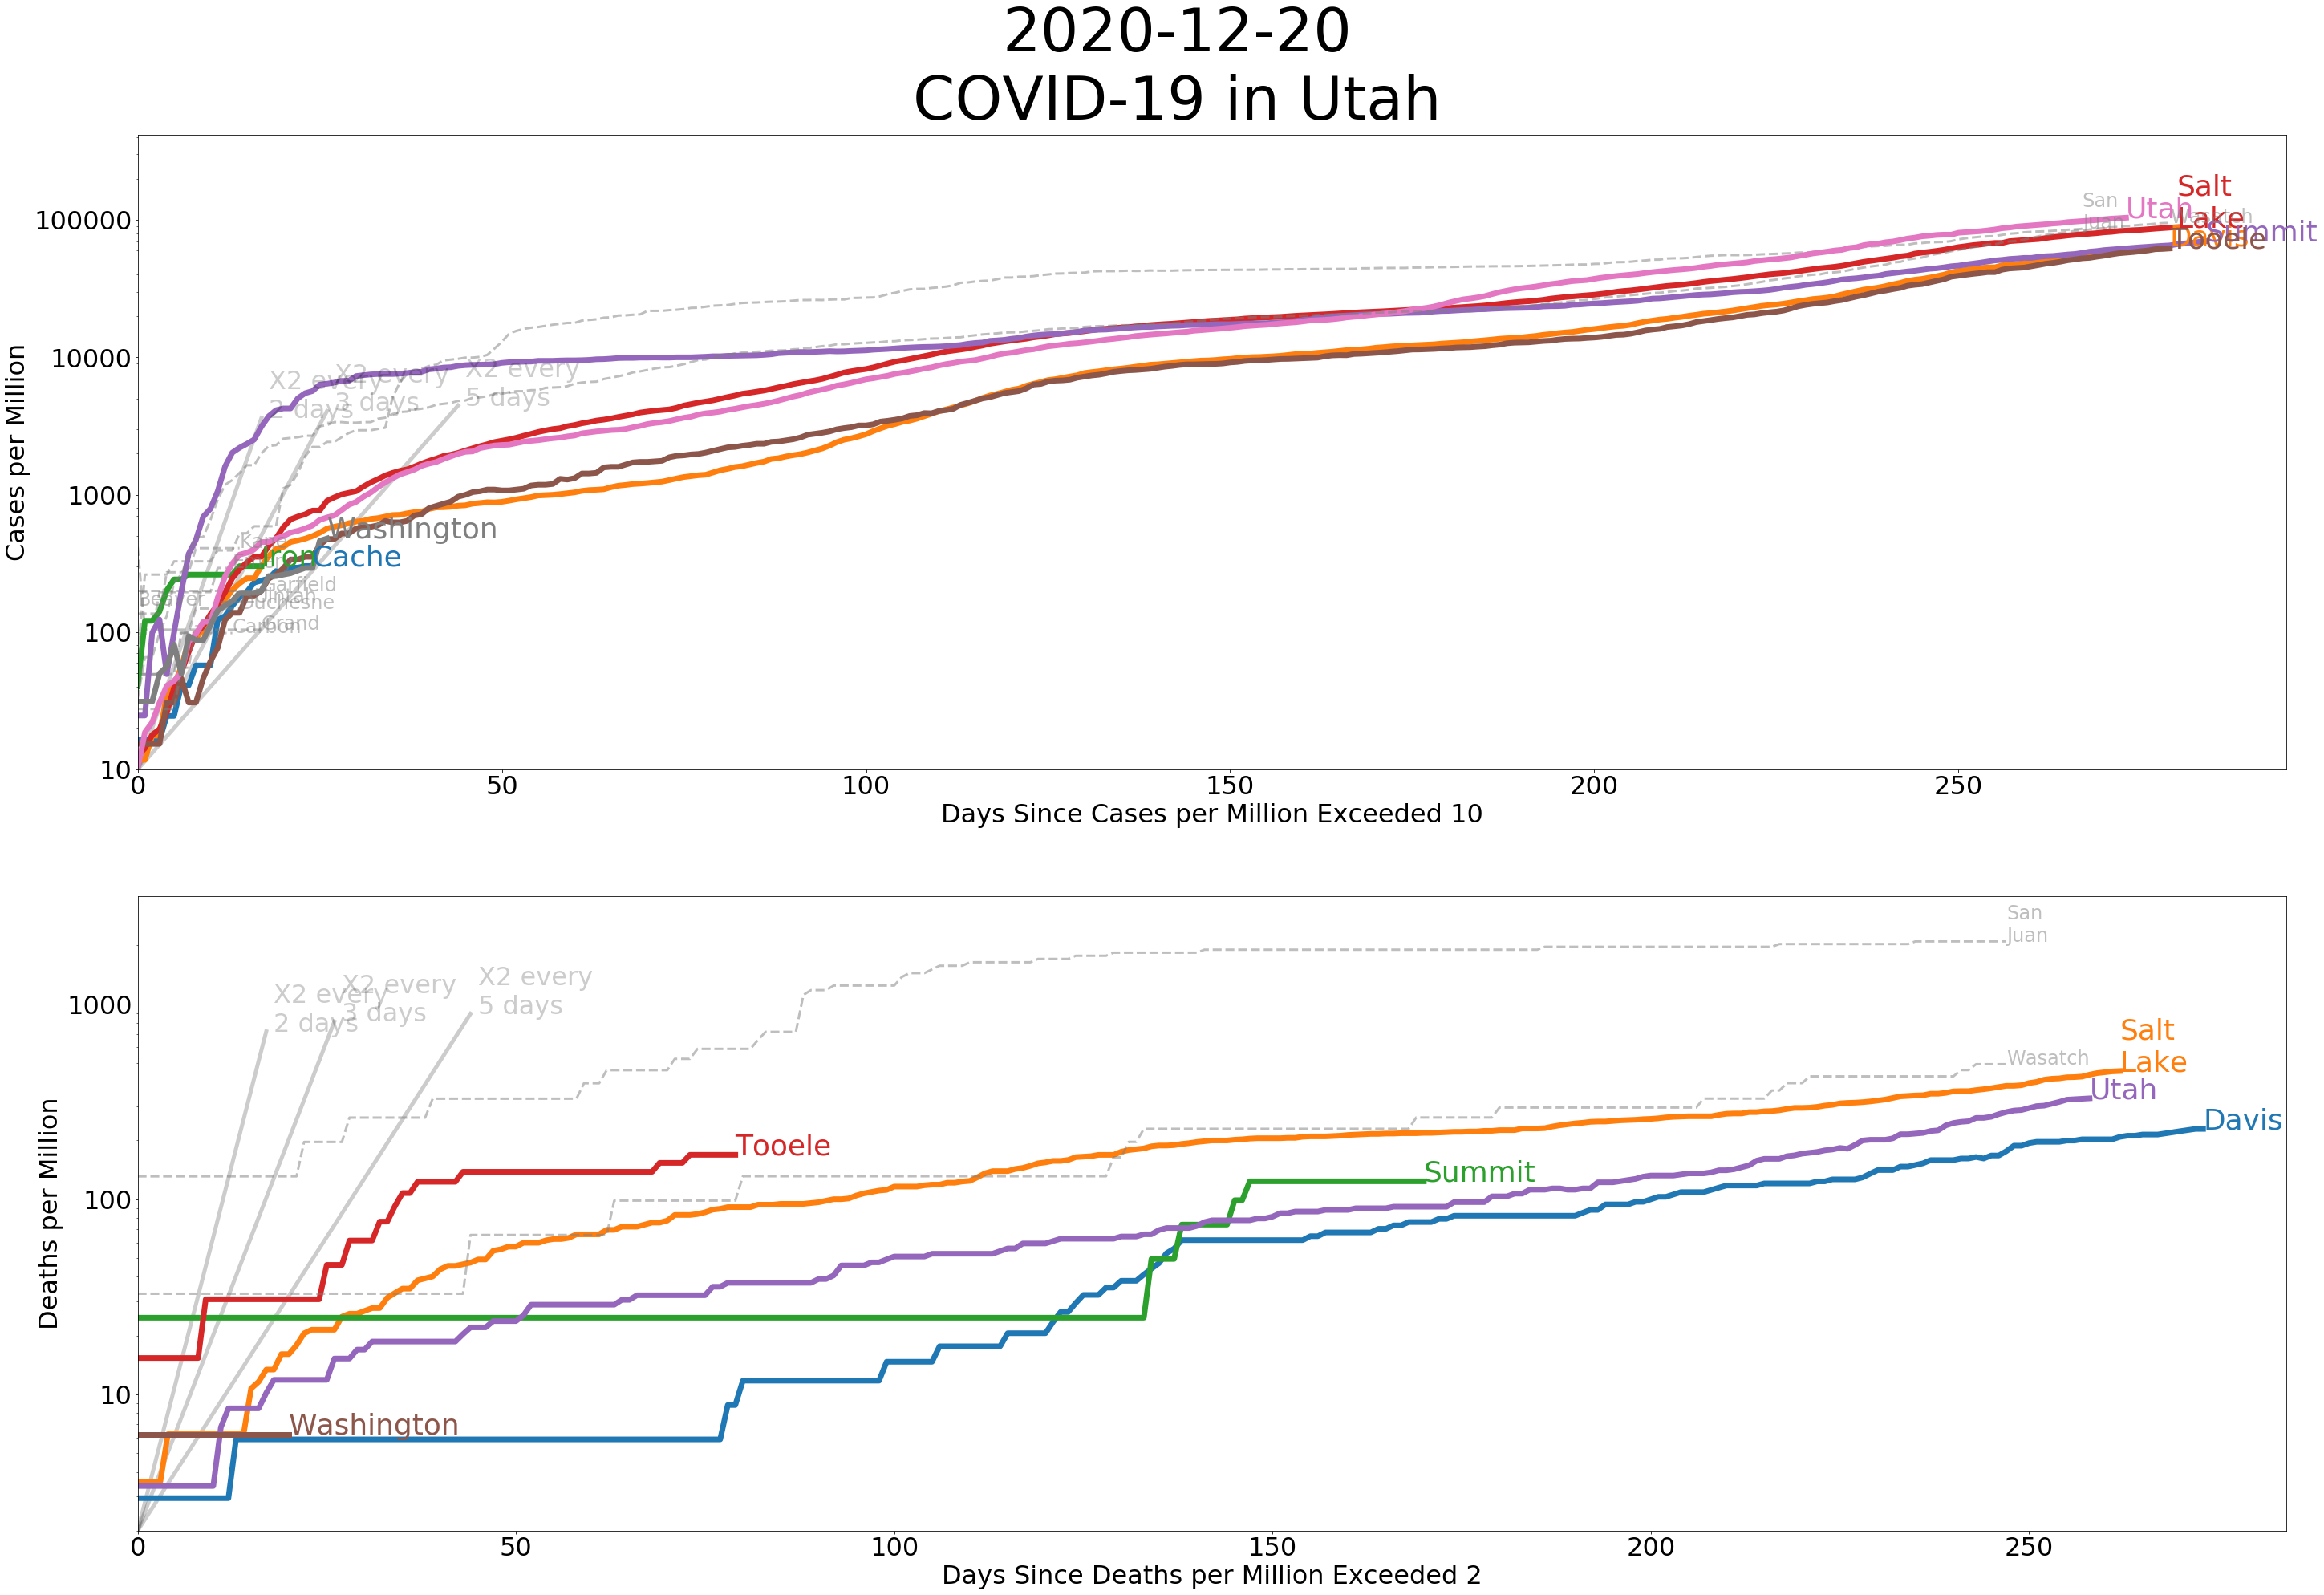 2020-12-20
COVID-19 in Utah
Cases per Million
100000
10000
1000
100
10
0
50
100
150
200
250
Days Since Cases per Million Exceeded 10
X2 every
2 days
X2 every
3 days
X2 every
5 days
San
Juan
Utah
Salt
Lake
Wasatch
Summit
Davis
Tooele
Washington
Iron
Cache
Kane
Garfield
Uintah
Duchesne
Beaver
Carbon
Grand
Deaths per Million
1000
100
10
0
50
100
150
200
250
Days Since Deaths per Million Exceeded 2
X2 every
2 days
X2 every
3 days
X2 every
5 days
San
Juan
Salt
Lake
Wasatch
Utah
Davis
Tooele
Summit
Washington